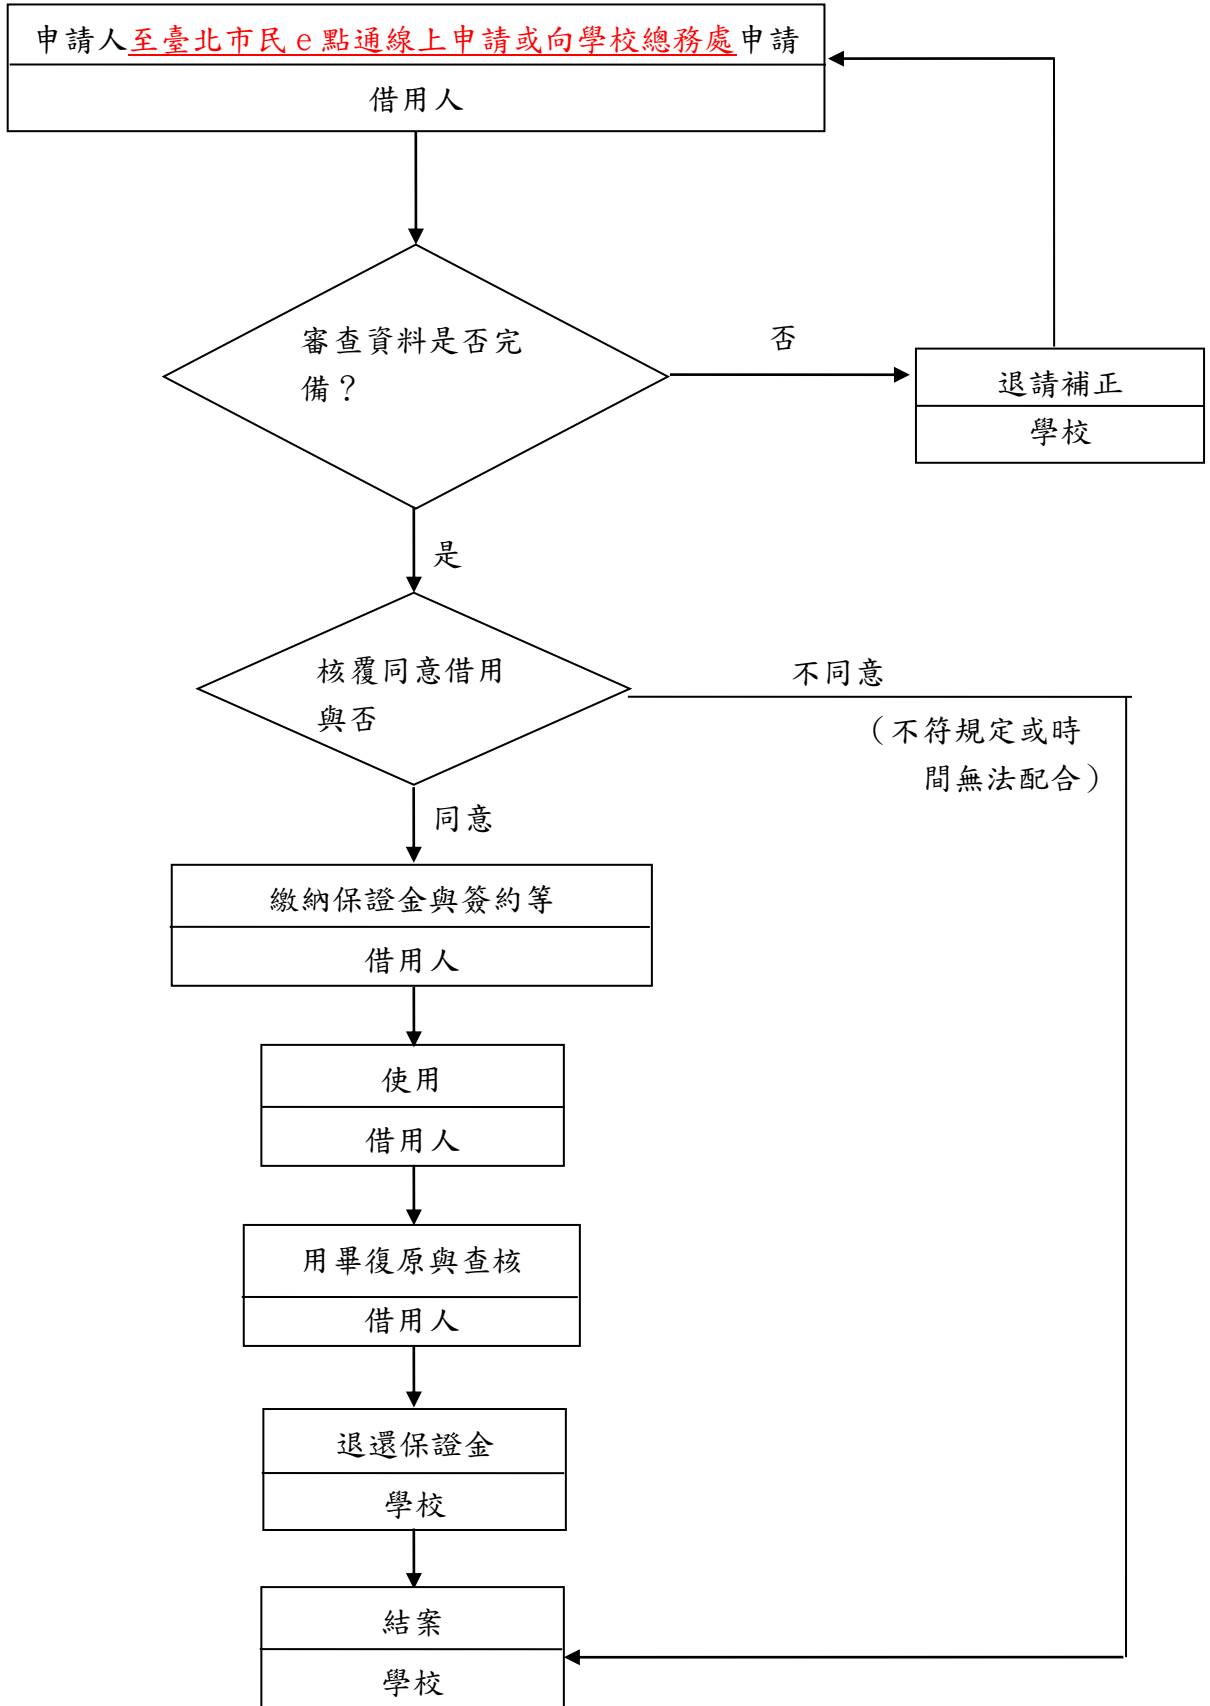 申請人至臺北市民e點通線上申請或向學校總務處申請
借用人
審查資料是否完
備？
否
退請補正
學校
是
核覆同意借用
與否
不同意
（不符規定或時
間無法配合）
同意
繳納保證金與簽約等
借用人
使用
借用人
用畢復原與查核
借用人
退還保證金
學校
結案
學校